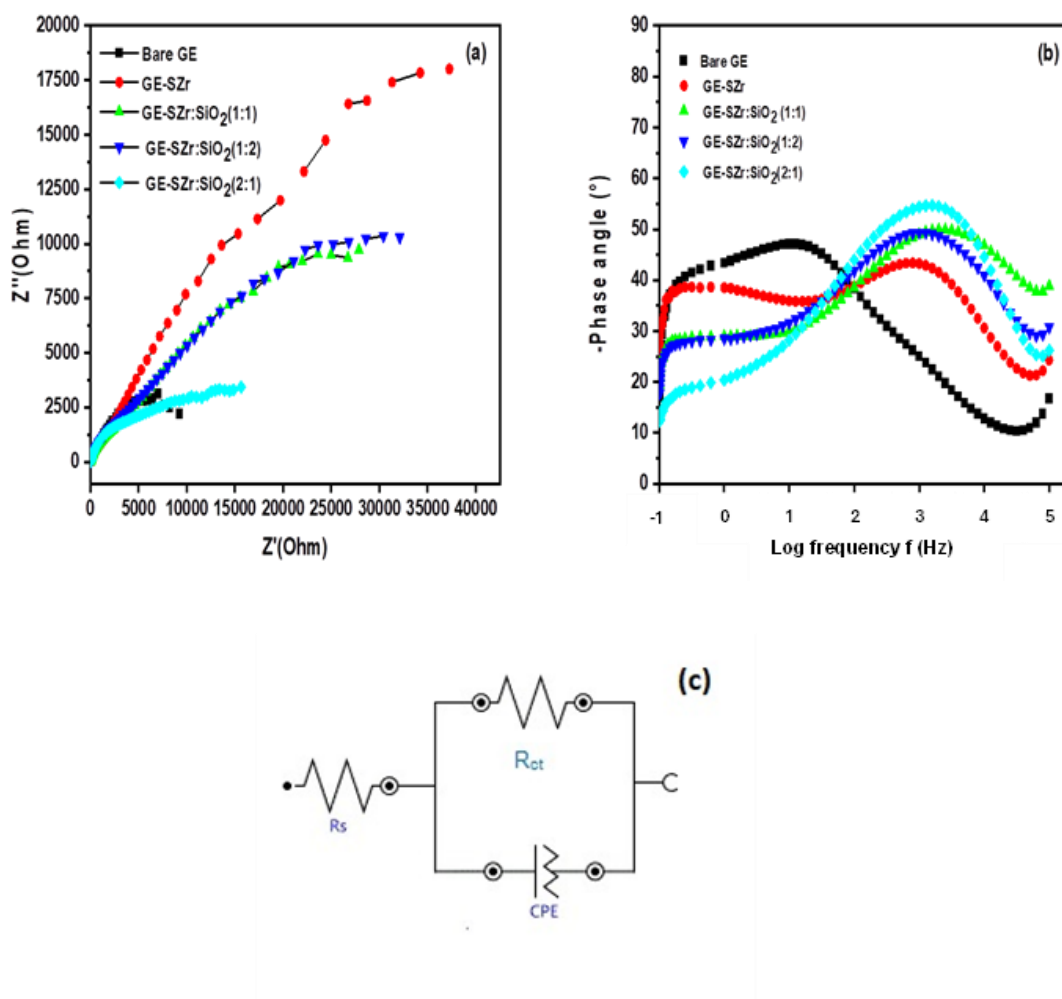 (a)
Bare GE
GE-SZr
GE-SZr:SiO2(1:1)
GE-SZr:SiO2(1:2)
GE-SZr:SiO2(2:1)
20000
17500
15000
12500
10000
7500
5000
2500
0
Z''(Ohm)
0 5000 10000 15000 20000 25000 30000 35000 40000
Z'(Ohm)
(b)
Bare GE
GE-SZr
GE-SZr:SiO2 (1:1)
GE-SZr:SiO2(1:2)
GE-SZr:SiO2(2:1)
90
80
70
60
50
40
30
20
10
0
-Phase angle (°)
-1 0 1 2 3 4 5
Log frequency f (Hz)
(c)
Rct
Rs
CPE